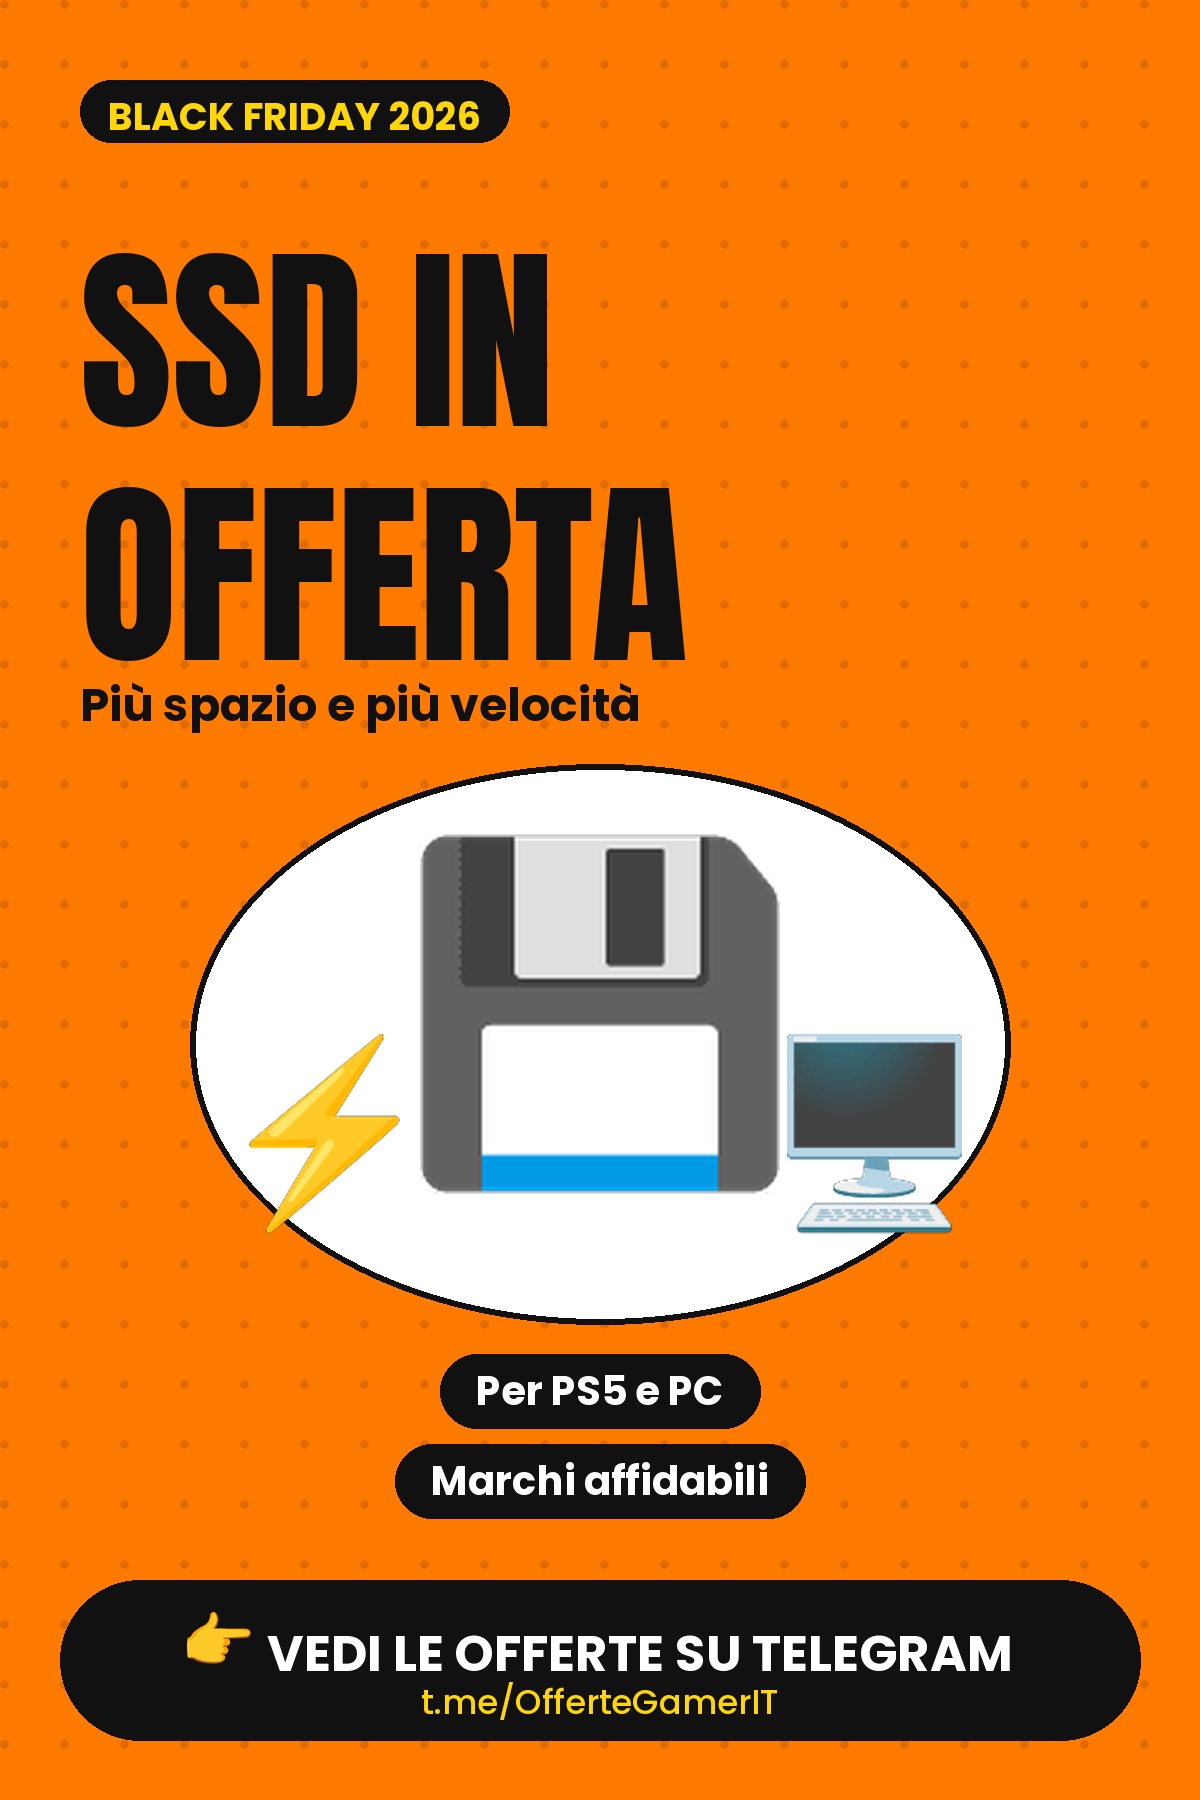 BLACK FRIDAY 2026
SSD IN
OFFERTA
Più spazio e più velocità
Per PS5 e PC
Marchi affidabili
👉 VEDI LE OFFERTE SU TELEGRAM
t.me/OfferteGamerIT